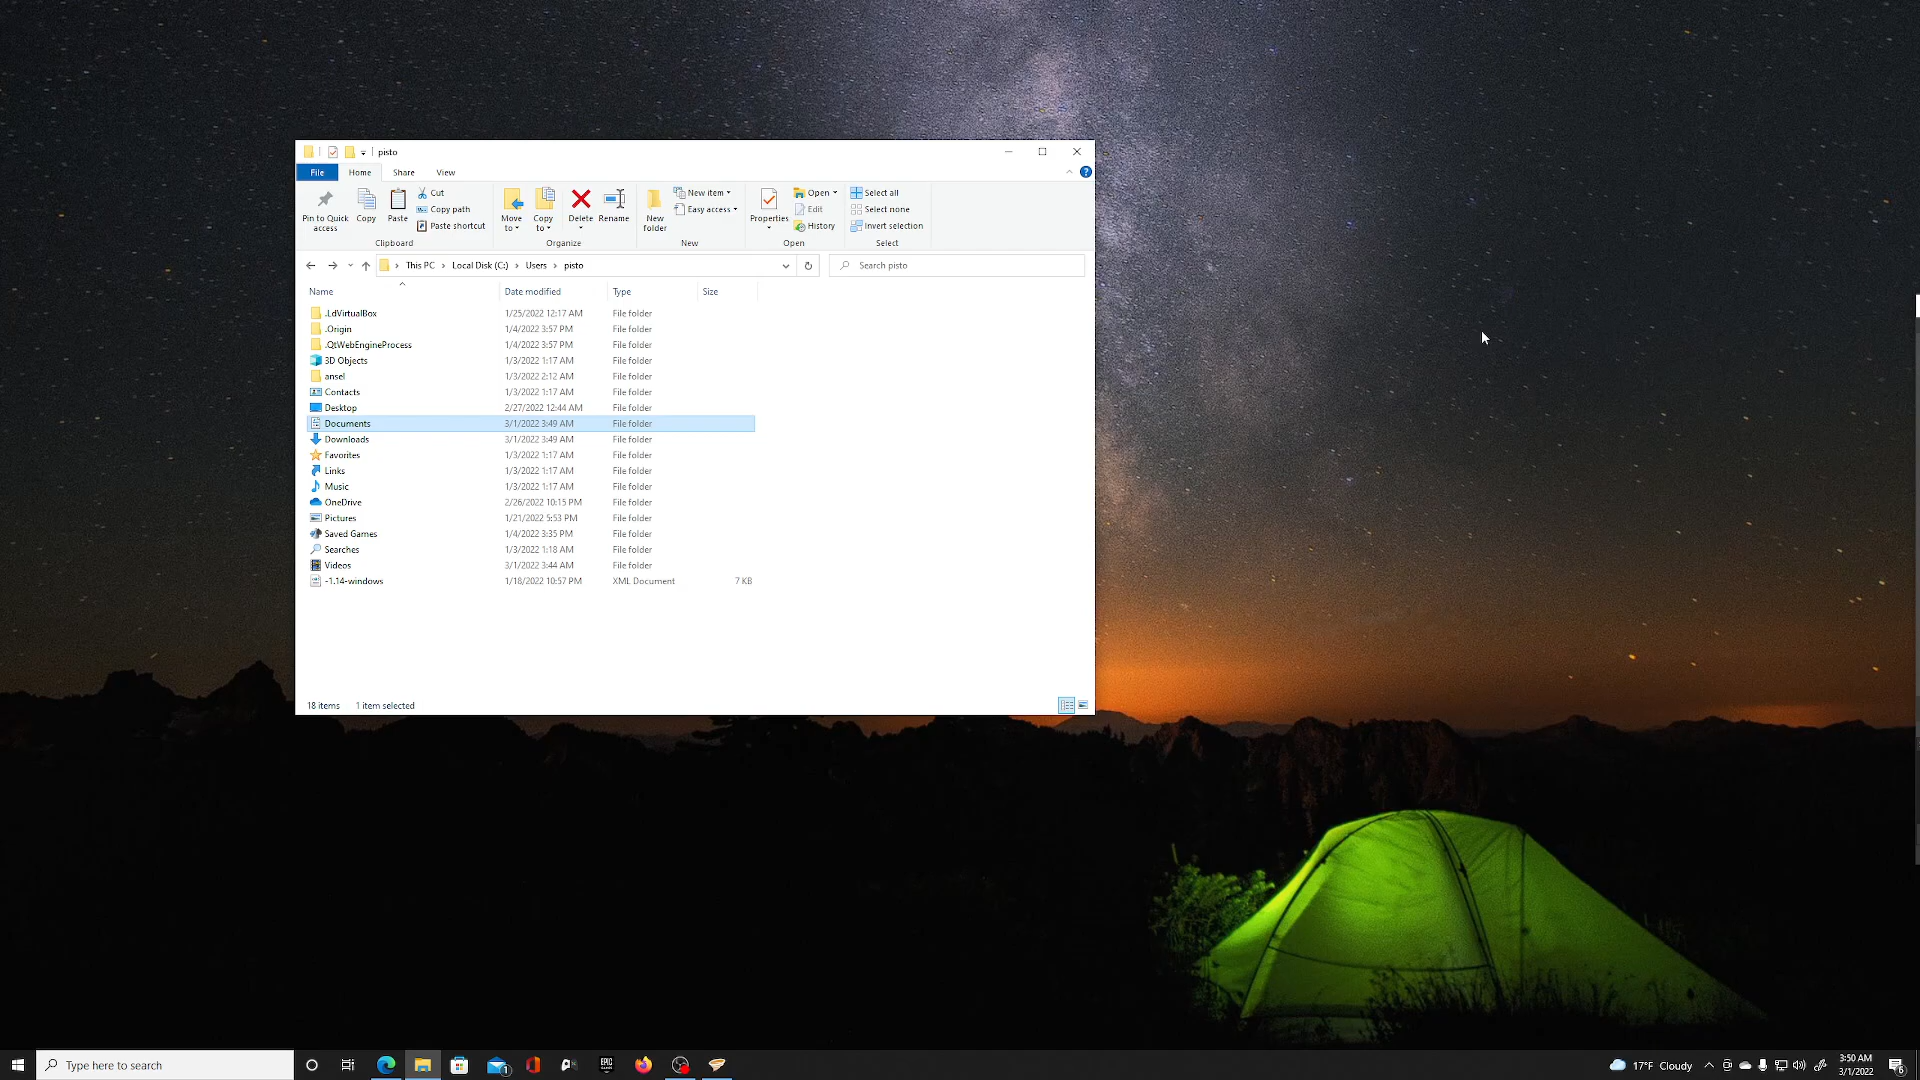 pisto
File Home Share View
Pin to Quick access Copy Paste Cut Copy path Paste shortcut Move to Copy to Delete Rename New folder New item Easy access Properties Open Edit History Select all Select none Invert selection
Clipboard Organize New Open Select
This PC Local Disk (C:) Users pisto Search pisto
Name Date modified Type Size
.LdVirtualBox 1/25/2022 12:17 AM File folder
.Origin 1/4/2022 3:57 PM File folder
.QtWebEngineProcess 1/4/2022 3:57 PM File folder
3D Objects 1/3/2022 1:17 AM File folder
ansel 1/3/2022 2:12 AM File folder
Contacts 1/3/2022 1:17 AM File folder
Desktop 2/27/2022 12:44 AM File folder
Documents 3/1/2022 3:49 AM File folder
Downloads 3/1/2022 3:49 AM File folder
Favorites 1/3/2022 1:17 AM File folder
Links 1/3/2022 1:17 AM File folder
Music 1/3/2022 1:17 AM File folder
OneDrive 2/26/2022 10:15 PM File folder
Pictures 1/21/2022 5:53 PM File folder
Saved Games 1/4/2022 3:35 PM File folder
Searches 1/3/2022 1:18 AM File folder
Videos 3/1/2022 3:44 AM File folder
-1.14-windows 1/18/2022 10:57 PM XML Document 7 KB
18 items 1 item selected
Type here to search 1 EPIC GAMES 17°F Cloudy 3:50 AM
3/1/2022 6